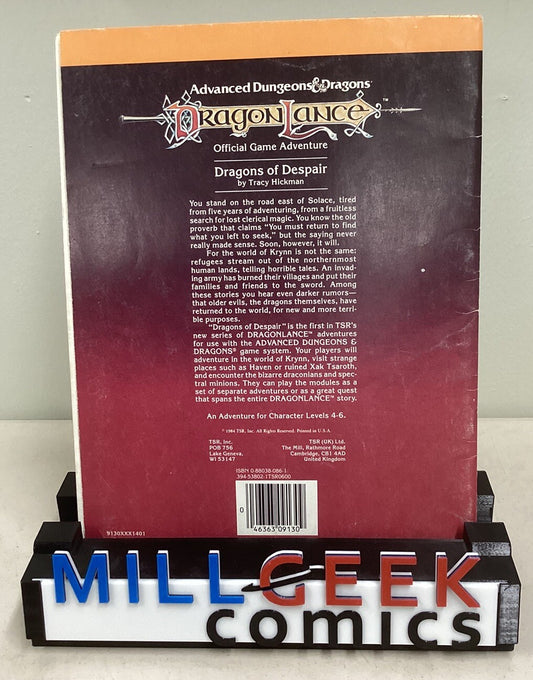 Advanced Dungeons & Dragons®
DRAGONLANCE™
Official Game Adventure
Dragons of Despair
by Tracy Hickman
You stand on the road east of Solace, tired
from five years of adventuring, from a fruitless
search for lost clerical magic. You know the old
proverb that claims "You must return to find
what you left to seek," but the saying never
really made sense. Soon, however, it will.
For the world of Krynn is not the same:
refugees stream out of the northernmost
human lands, telling horrible tales. An invad-
ing army has burned their villages and put their
families and friends to the sword. Among
these stories you hear even darker rumors—
that older evils, the dragons themselves, have
returned to the world, for new and more terri-
ble purposes.
"Dragons of Despair" is the first in TSR's
new series of DRAGONLANCE™ adventures
for use with the ADVANCED DUNGEONS &
DRAGONS® game system. Your players will
adventure in the world of Krynn, visit strange
places such as Haven or ruined Xak Tsaroth,
and encounter the bizarre draconians and spec-
tral minions. They can play the modules as a
set of separate adventures or as a great quest
that spans the entire DRAGONLANCE™ story.
An Adventure for Character Levels 4-6.
© 1984 TSR, Inc. All Rights Reserved. Printed in U.S.A.
TSR, Inc.
POB 756
Lake Geneva,
WI 53147
TSR (UK) Ltd.
The Mill, Rathmore Road
Cambridge, CB1 4AD
United Kingdom
ISBN 0-88038-086-1
394-53802-1TSR0600
0 46363 09130
9130XXX1401
MILLGEEK
comics